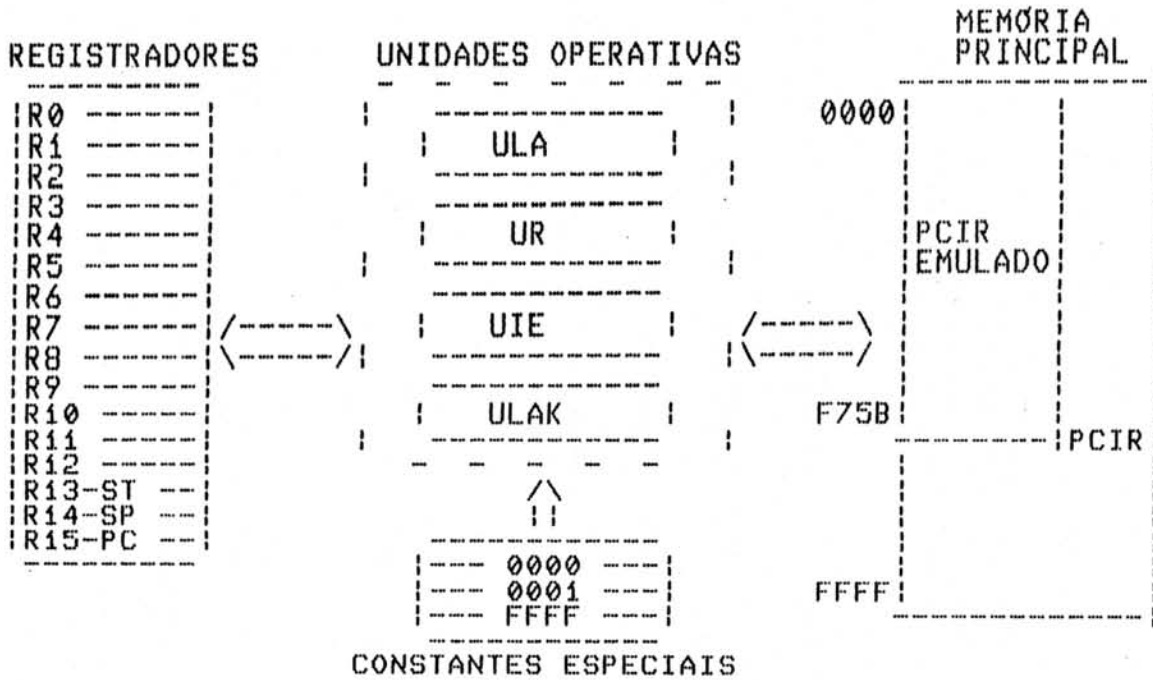 REGISTRADORES
R0
R1
R2
R3
R4
R5
R6
R7
R8
R9
R10
R11
R12
R13-ST
R14-SP
R15-PC
UNIDADES OPERATIVAS
ULA
UR
UIE
ULAK
0000
0001
FFFF
CONSTANTES ESPECIAIS
MEMÓRIA
PRINCIPAL
0000
PCIR
EMULADO
F75B
PCIR
FFFF